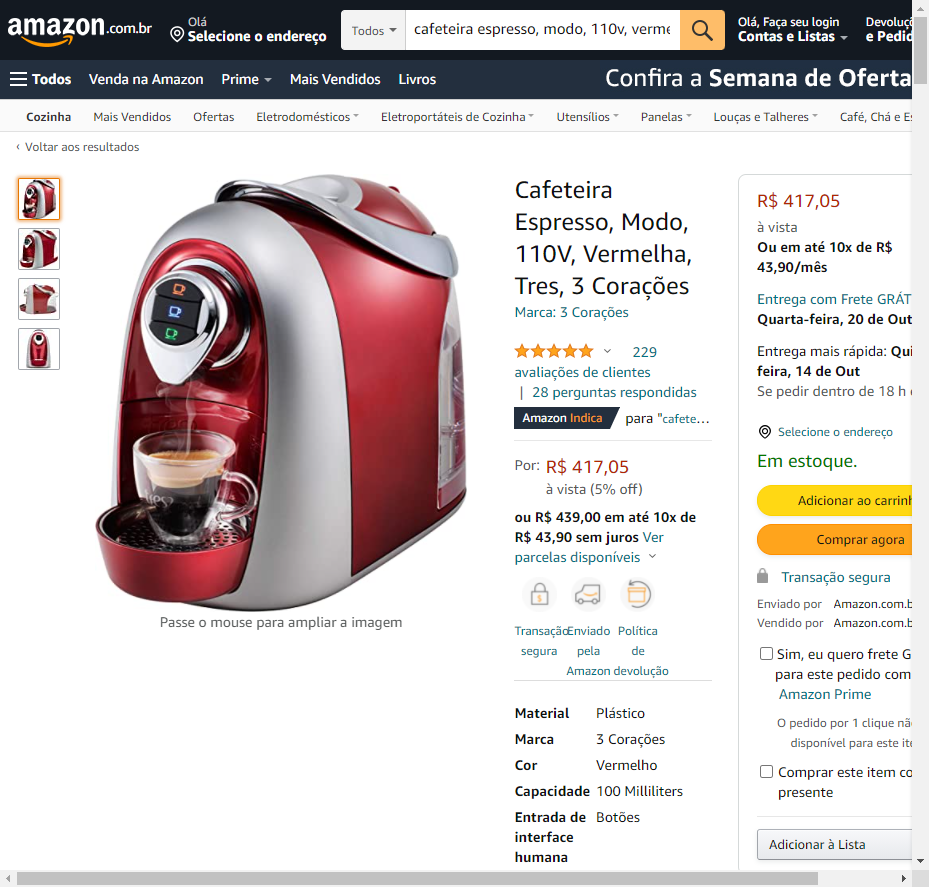 amazon.com.br
Olá
Selecione o endereço
Todos
cafeteira espresso, modo, 110v, verme
Olá, Faça seu login
Contas e Listas
Devoluçõ
e Pedid
Todos
Venda na Amazon
Prime
Mais Vendidos
Livros
Confira a Semana de Oferta
Cozinha
Mais Vendidos
Ofertas
Eletrodomésticos
Eletroportáteis de Cozinha
Utensílios
Panelas
Louças e Talheres
Café, Chá e Es
‹ Voltar aos resultados
Passe o mouse para ampliar a imagem
Cafeteira
Espresso, Modo,
110V, Vermelha,
Tres, 3 Corações
Marca: 3 Corações
229
avaliações de clientes
| 28 perguntas respondidas
Amazon Indica para "cafete…
Por: R$ 417,05
à vista (5% off)
ou R$ 439,00 em até 10x de
R$ 43,90 sem juros Ver
parcelas disponíveis
Transação
segura
Enviado
pela
Amazon
Política
de
devolução
Material Plástico
Marca 3 Corações
Cor Vermelho
Capacidade 100 Milliliters
Entrada de Botões
interface
humana
R$ 417,05
à vista
Ou em até 10x de R$
43,90/mês
Entrega com Frete GRÁT
Quarta-feira, 20 de Out
Entrega mais rápida: Qui
feira, 14 de Out
Se pedir dentro de 18 h
Selecione o endereço
Em estoque.
Adicionar ao carrinh
Comprar agora
Transação segura
Enviado por Amazon.com.b
Vendido por Amazon.com.b
Sim, eu quero frete G
para este pedido com
Amazon Prime
O pedido por 1 clique nã
disponível para este ite
Comprar este item co
presente
Adicionar à Lista